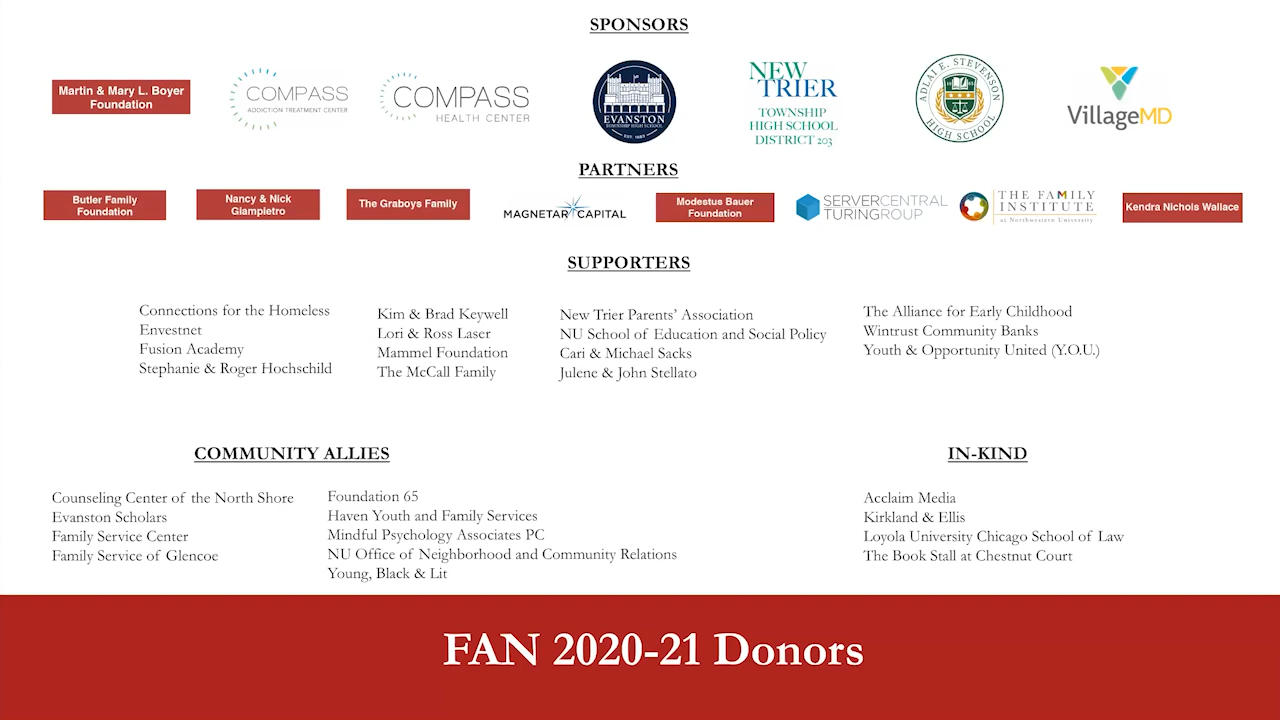 SPONSORS
Martin & Mary L. Boyer
Foundation
COMPASS
ADDICTION TREATMENT CENTER
COMPASS
HEALTH CENTER
EVANSTON
TOWNSHIP HIGH SCHOOL
EST. 1883
NEW
TRIER
TOWNSHIP
HIGH SCHOOL
DISTRICT 203
ADLAI E. STEVENSON
HIGH SCHOOL
VillageMD
PARTNERS
Butler Family
Foundation
Nancy & Nick
Giampietro
The Graboys Family
MAGNETAR CAPITAL
Modestus Bauer
Foundation
SERVERCENTRAL
TURINGROUP
THE FAMILY
INSTITUTE
at Northwestern University
Kendra Nichols Wallace
SUPPORTERS
Connections for the Homeless
Envestnet
Fusion Academy
Stephanie & Roger Hochschild
Kim & Brad Keywell
Lori & Ross Laser
Mammel Foundation
The McCall Family
New Trier Parents’ Association
NU School of Education and Social Policy
Cari & Michael Sacks
Julene & John Stellato
The Alliance for Early Childhood
Wintrust Community Banks
Youth & Opportunity United (Y.O.U.)
COMMUNITY ALLIES
Counseling Center of the North Shore
Evanston Scholars
Family Service Center
Family Service of Glencoe
Foundation 65
Haven Youth and Family Services
Mindful Psychology Associates PC
NU Office of Neighborhood and Community Relations
Young, Black & Lit
IN-KIND
Acclaim Media
Kirkland & Ellis
Loyola University Chicago School of Law
The Book Stall at Chestnut Court
FAN 2020-21 Donors